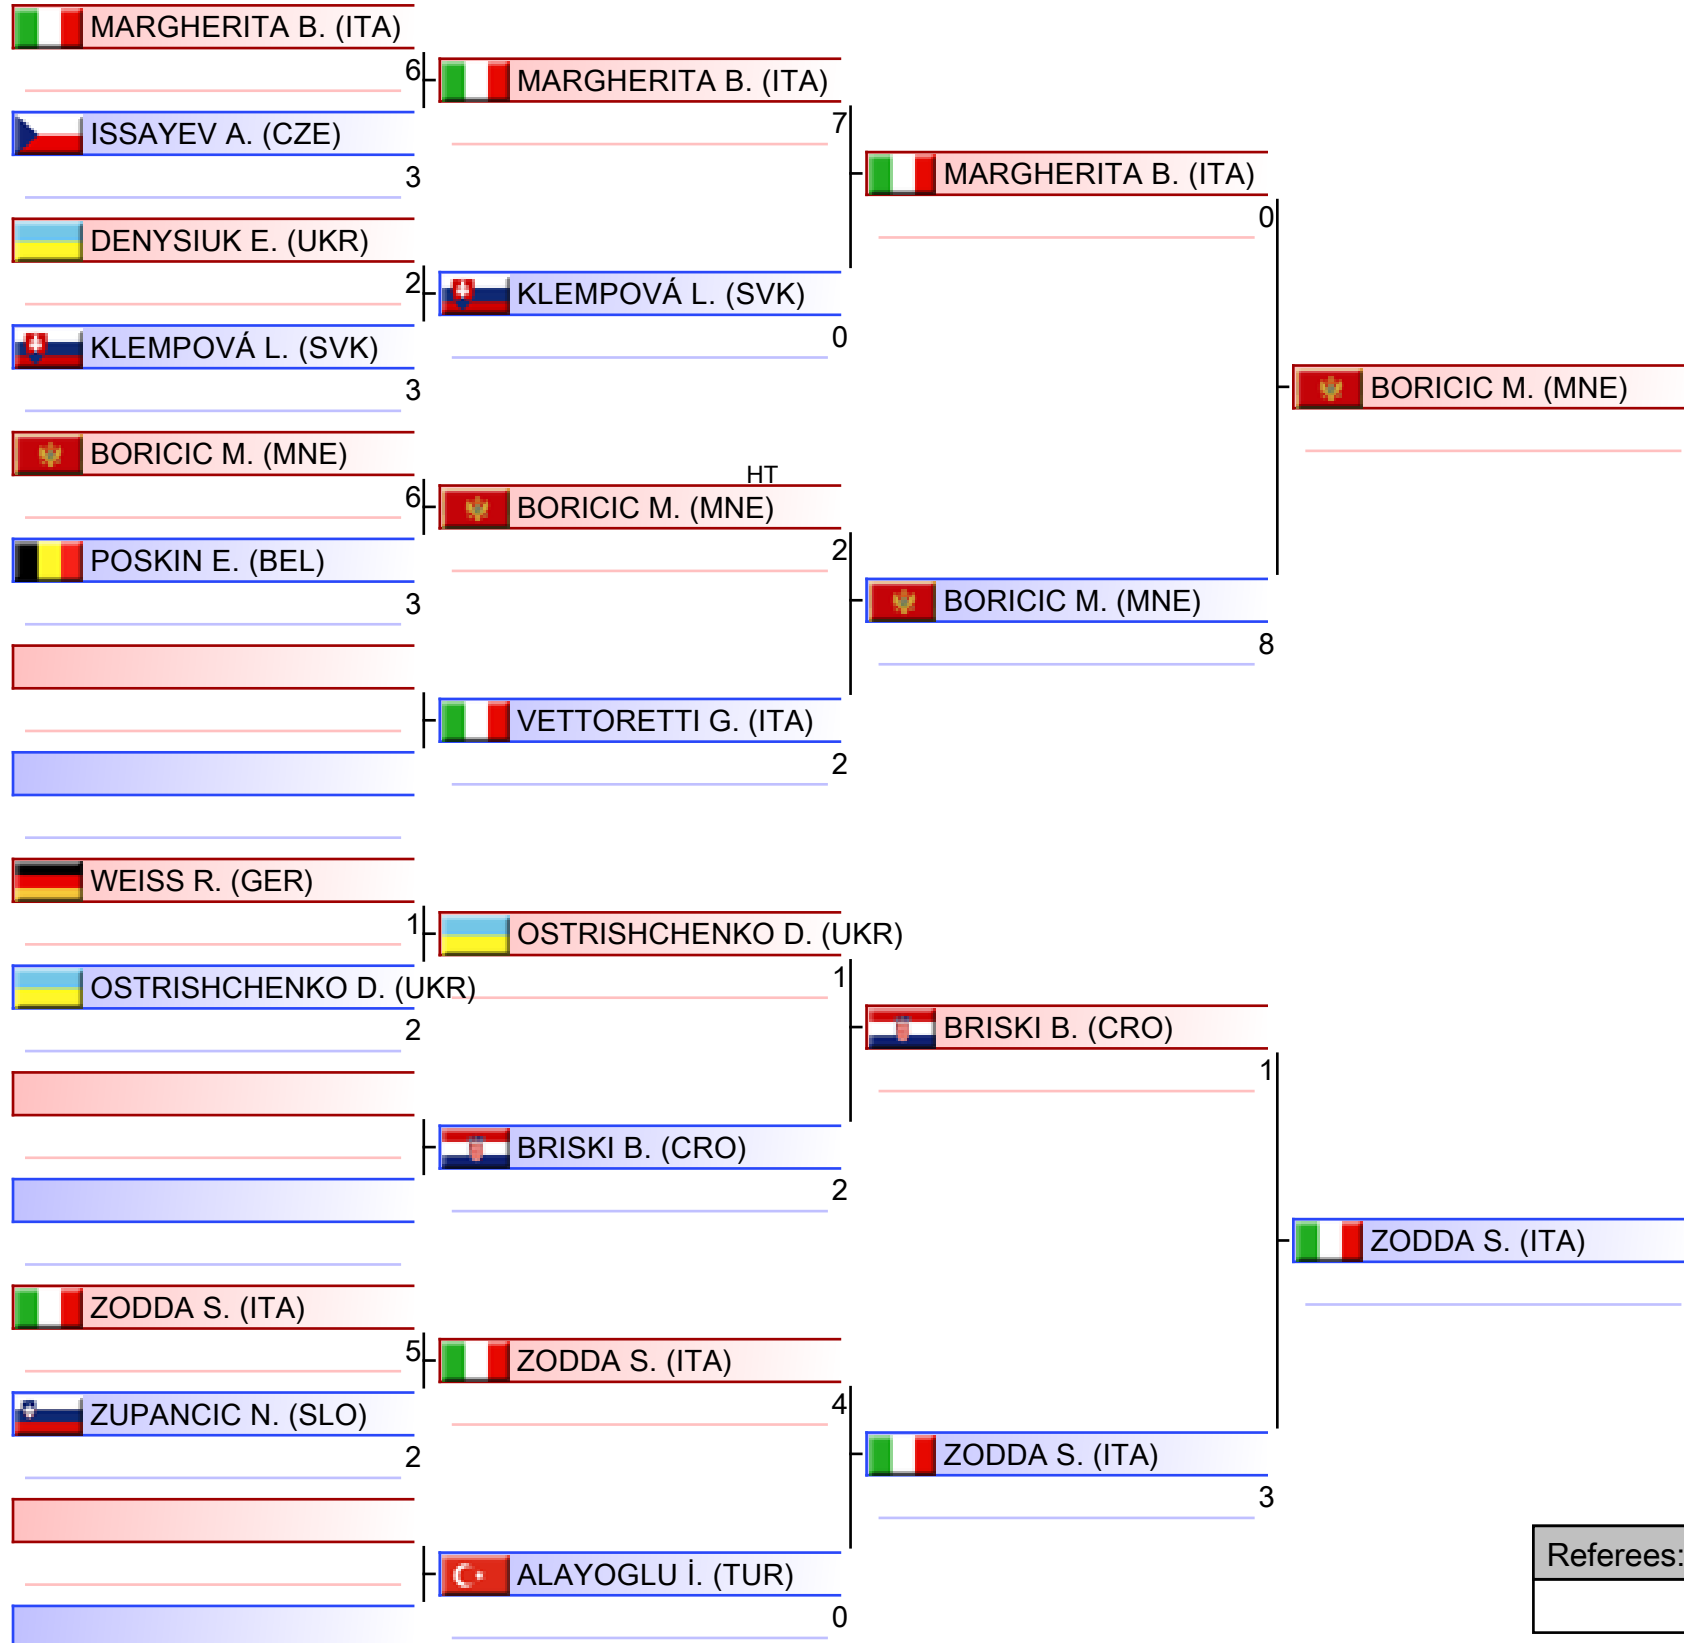 MARGHERITA B. (ITA)
6
ISSAYEV A. (CZE)
3
DENYSIUK E. (UKR)
2
KLEMPOVÁ L. (SVK)
3
BORICIC M. (MNE)
6
POSKIN E. (BEL)
3
WEISS R. (GER)
1
OSTRISHCHENKO D. (UKR)
2
ZODDA S. (ITA)
5
ZUPANCIC N. (SLO)
2
MARGHERITA B. (ITA)
7
KLEMPOVÁ L. (SVK)
0
HT
BORICIC M. (MNE)
2
VETTORETTI G. (ITA)
2
OSTRISHCHENKO D. (UKR)
1
BRISKI B. (CRO)
2
ZODDA S. (ITA)
4
ALAYOGLU İ. (TUR)
0
MARGHERITA B. (ITA)
0
BORICIC M. (MNE)
8
BRISKI B. (CRO)
1
ZODDA S. (ITA)
3
BORICIC M. (MNE)
ZODDA S. (ITA)
Referees: